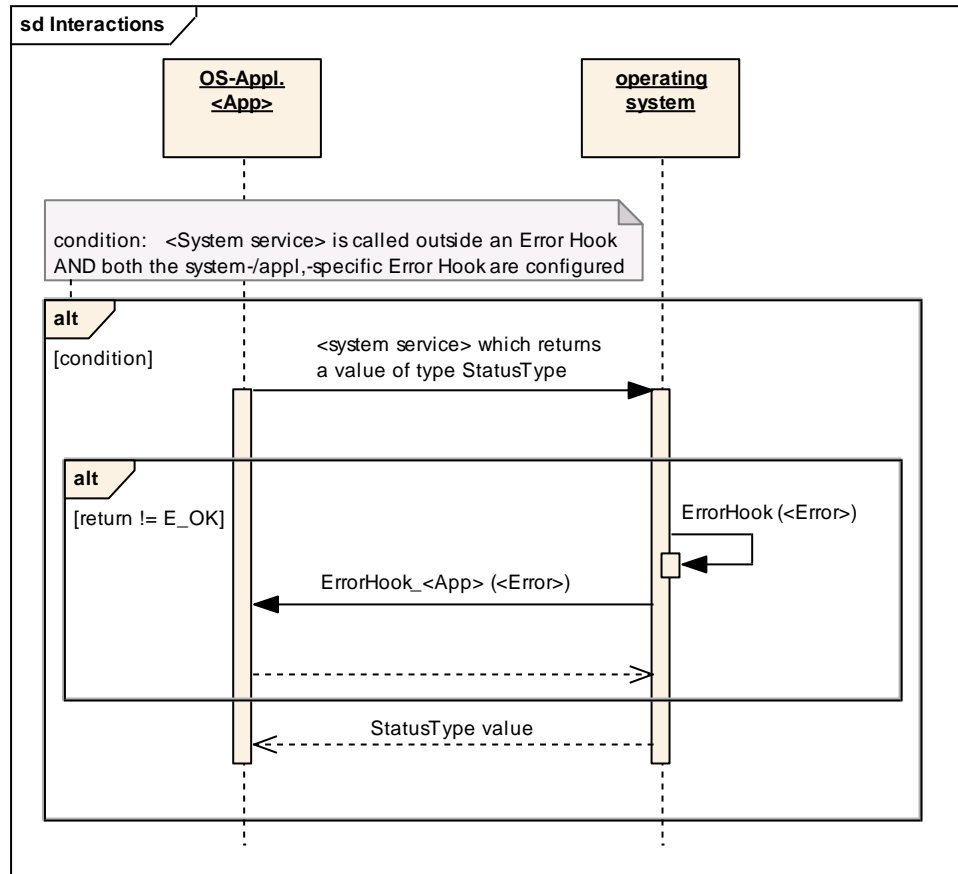 sd Interactions
OS-Appl.
<App>
operating
system
condition: <System service> is called outside an Error Hook
AND both the system-/appl,-specific Error Hook are configured
alt
[condition]
<system service> which returns
a value of type StatusType
alt
[return != E_OK]
ErrorHook (<Error>)
ErrorHook_<App> (<Error>)
StatusType value